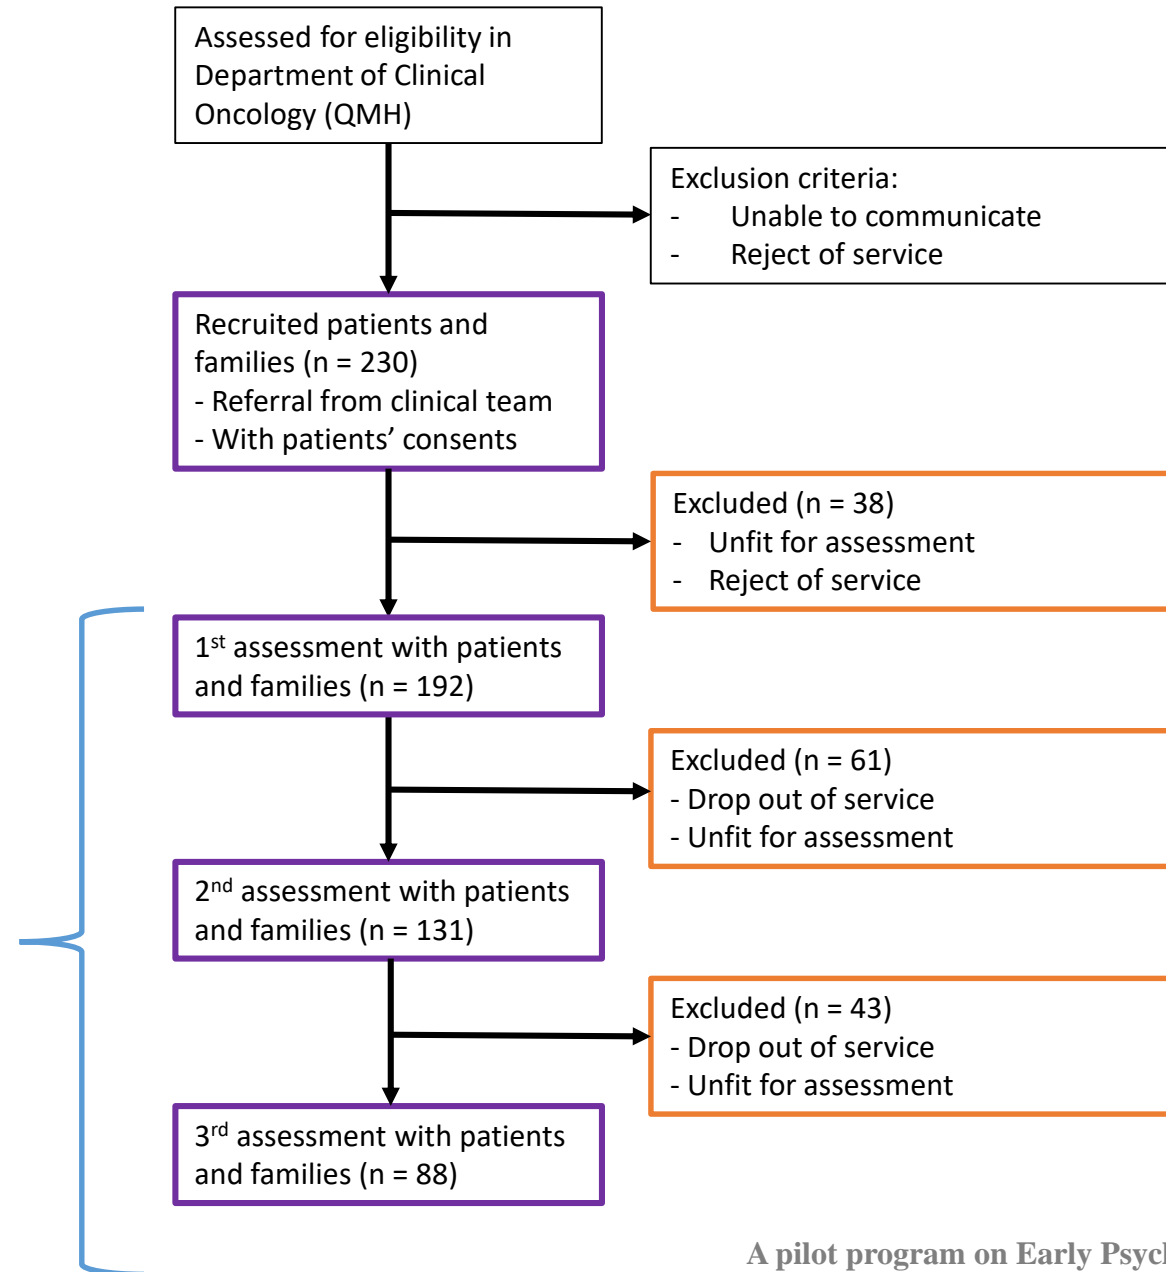 Assessed for eligibility in
Department of Clinical
Oncology (QMH)
Exclusion criteria:
- Unable to communicate
- Reject of service
Recruited patients and
families (n = 230)
- Referral from clinical team
- With patients’ consents
Excluded (n = 38)
- Unfit for assessment
- Reject of service
1st assessment with patients
and families (n = 192)
Excluded (n = 61)
- Drop out of service
- Unfit for assessment
2nd assessment with patients
and families (n = 131)
Excluded (n = 43)
- Drop out of service
- Unfit for assessment
3rd assessment with patients
and families (n = 88)
A pilot program on Early